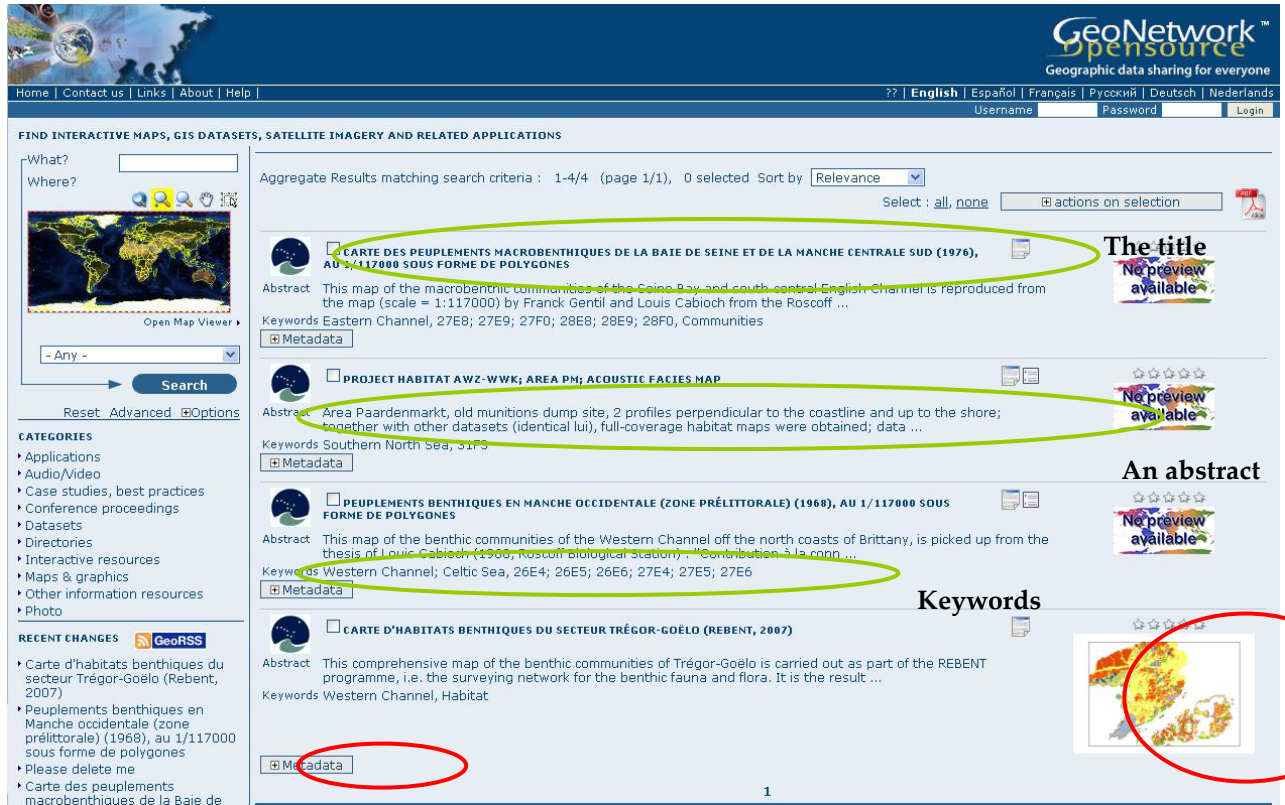 GeoNetwork ™
Opensource
Geographic data sharing for everyone
Home | Contact us | Links | About | Help |
?? | English | Español | Français | Русский | Deutsch | Nederlands
Username Password Login
FIND INTERACTIVE MAPS, GIS DATASETS, SATELLITE IMAGERY AND RELATED APPLICATIONS
What?
Where?
Open Map Viewer
- Any -
Search
Reset Advanced Options
CATEGORIES
Applications
Audio/Video
Case studies, best practices
Conference proceedings
Datasets
Directories
Interactive resources
Maps & graphics
Other information resources
Photo
RECENT CHANGES GeoRSS
Carte d'habitats benthiques du
secteur Trégor-Goëlo (Rebent,
2007)
Peuplements benthiques en
Manche occidentale (zone
prélittorale) (1968), au 1/117000
sous forme de polygones
Please delete me
Carte des peuplements
macrobenthiques de la Baie de
Aggregate Results matching search criteria : 1-4/4 (page 1/1), 0 selected Sort by Relevance
Select : all, none actions on selection
PDF
CARTE DES PEUPLEMENTS MACROBENTHIQUES DE LA BAIE DE SEINE ET DE LA MANCHE CENTRALE SUD (1976),
AU 1/117000 SOUS FORME DE POLYGONES
The title
No preview
available
Abstract This map of the macrobenthic communities of the Seine Bay and south central English Channel is reproduced from
the map (scale = 1:117000) by Franck Gentil and Louis Cabioch from the Roscoff ...
Keywords Eastern Channel, 27E8; 27E9; 27F0; 28E8; 28E9; 28F0, Communities
Metadata
PROJECT HABITAT AWZ-WWK; AREA PM; ACOUSTIC FACIES MAP
No preview
available
Abstract Area Paardenmarkt, old munitions dump site, 2 profiles perpendicular to the coastline and up to the shore;
together with other datasets (identical lui), full-coverage habitat maps were obtained; data ...
Keywords Southern North Sea, 31F3
Metadata
An abstract
PEUPLEMENTS BENTHIQUES EN MANCHE OCCIDENTALE (ZONE PRÉLITTORALE) (1968), AU 1/117000 SOUS
FORME DE POLYGONES
No preview
available
Abstract This map of the benthic communities of the Western Channel off the north coasts of Brittany, is picked up from the
thesis of Louis Cabioch (1968, Roscoff Biological Station) : "Contribution à la conn ...
Keywords Western Channel; Celtic Sea, 26E4; 26E5; 26E6; 27E4; 27E5; 27E6
Metadata
Keywords
CARTE D'HABITATS BENTHIQUES DU SECTEUR TRÉGOR-GOËLO (REBENT, 2007)
Abstract This comprehensive map of the benthic communities of Trégor-Goëlo is carried out as part of the REBENT
programme, i.e. the surveying network for the benthic fauna and flora. It is the result ...
Keywords Western Channel, Habitat
Metadata
1